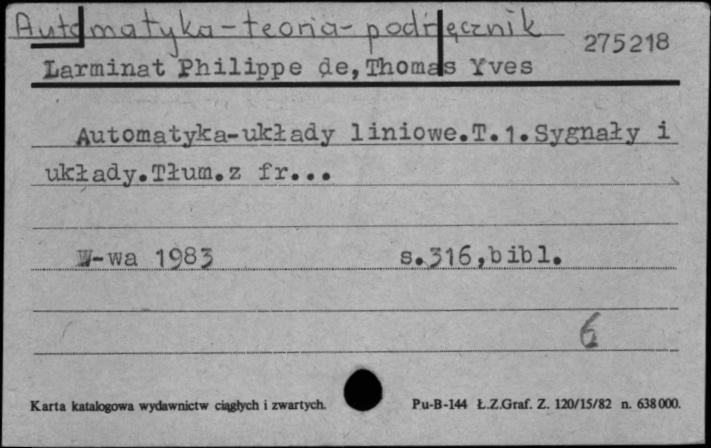 Automatyka-teoria-podręcznik
275218
Larminat Philippe de,Thomas Yves
Automatyka-układy liniowe.T.1.Sygnały i
układy.Tłum.z fr...
W-wa 1983 s.316,bibl.
6
Karta katalogowa wydawnictw ciągłych i zwartych. Pu-B-144 Ł.Z.Graf. Z. 120/15/82 n. 638000.